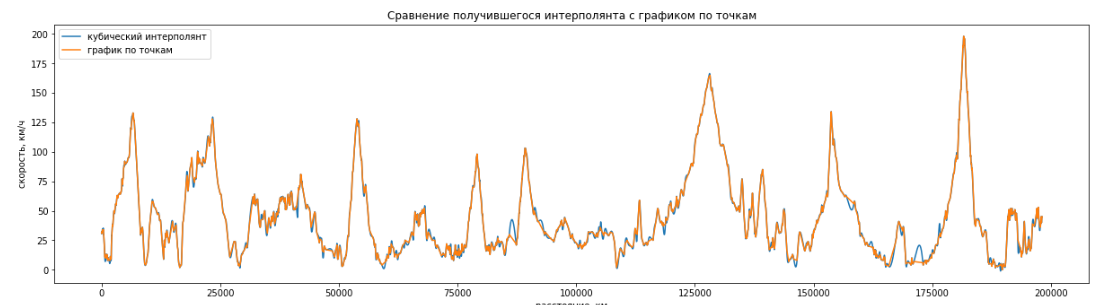 Сравнение получившегося интерполянта с графиком по точкам
кубический интерполянт
график по точкам
скорость, км/ч
200
175
150
125
100
75
50
25
0
0 25000 50000 75000 100000 125000 150000 175000 200000